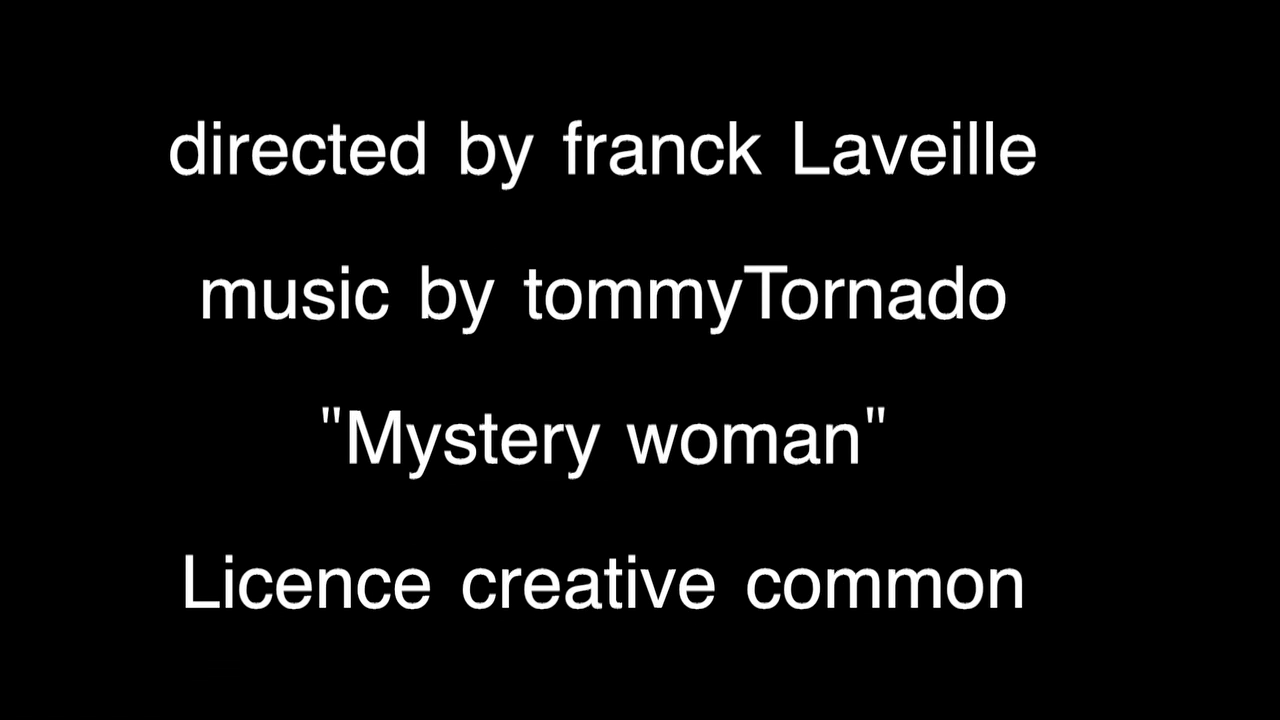 directed by franck Laveille
music by tommyTornado
"Mystery woman"
Licence creative common